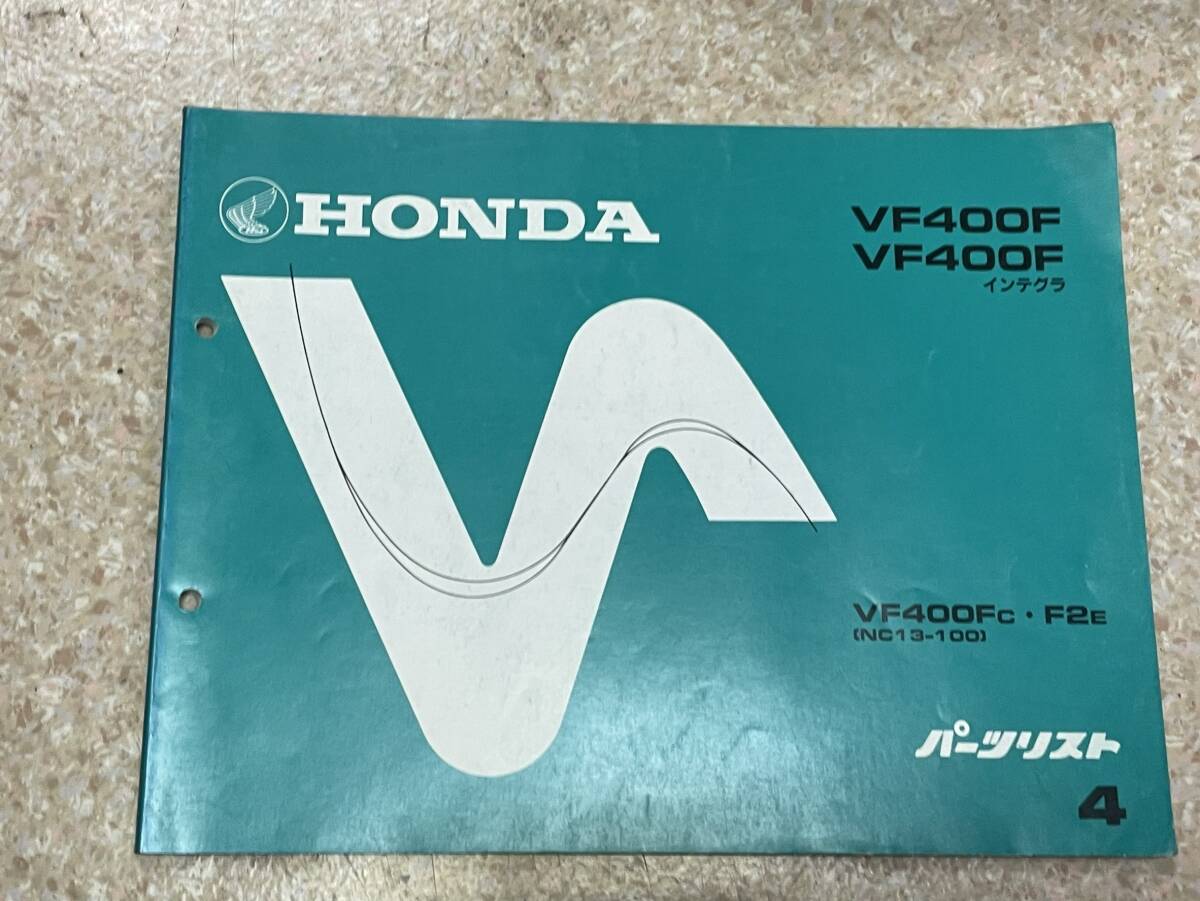 HONDA
VF400F
VF400F
インテグラ
VF400Fc・F2E
(NC13-100)
パーツリスト
4